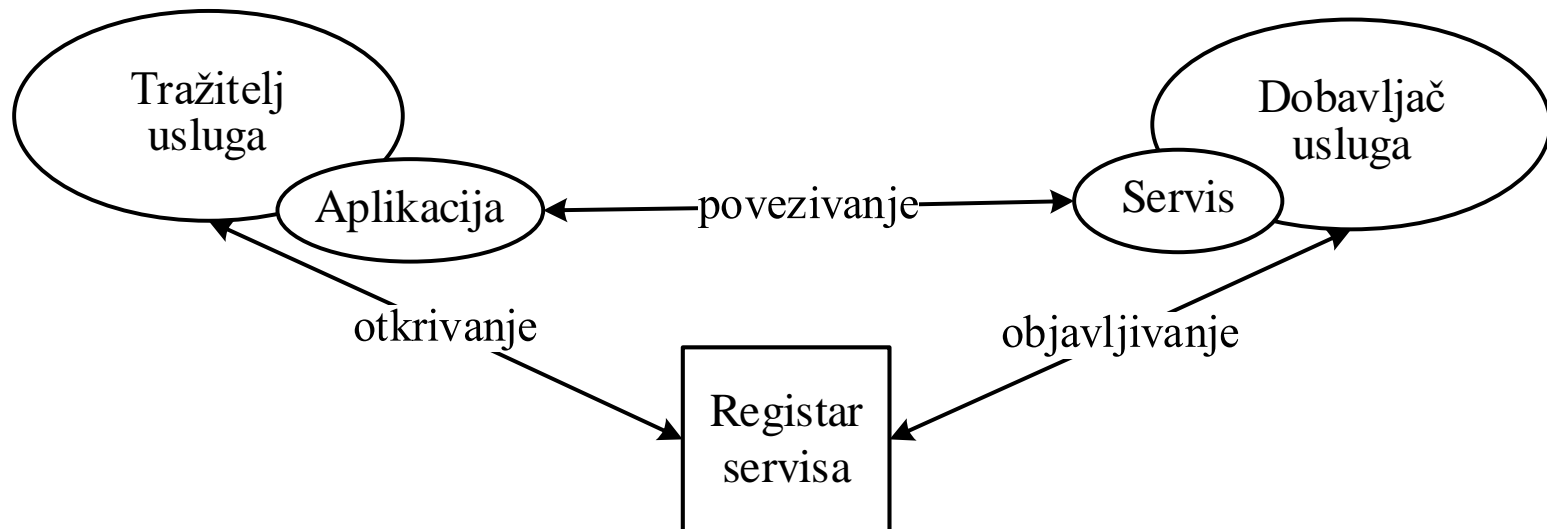 Tražitelj
usluga
Aplikacija
povezivanje
Dobavljač
usluga
Servis
otkrivanje
objavljivanje
Registar
servisa